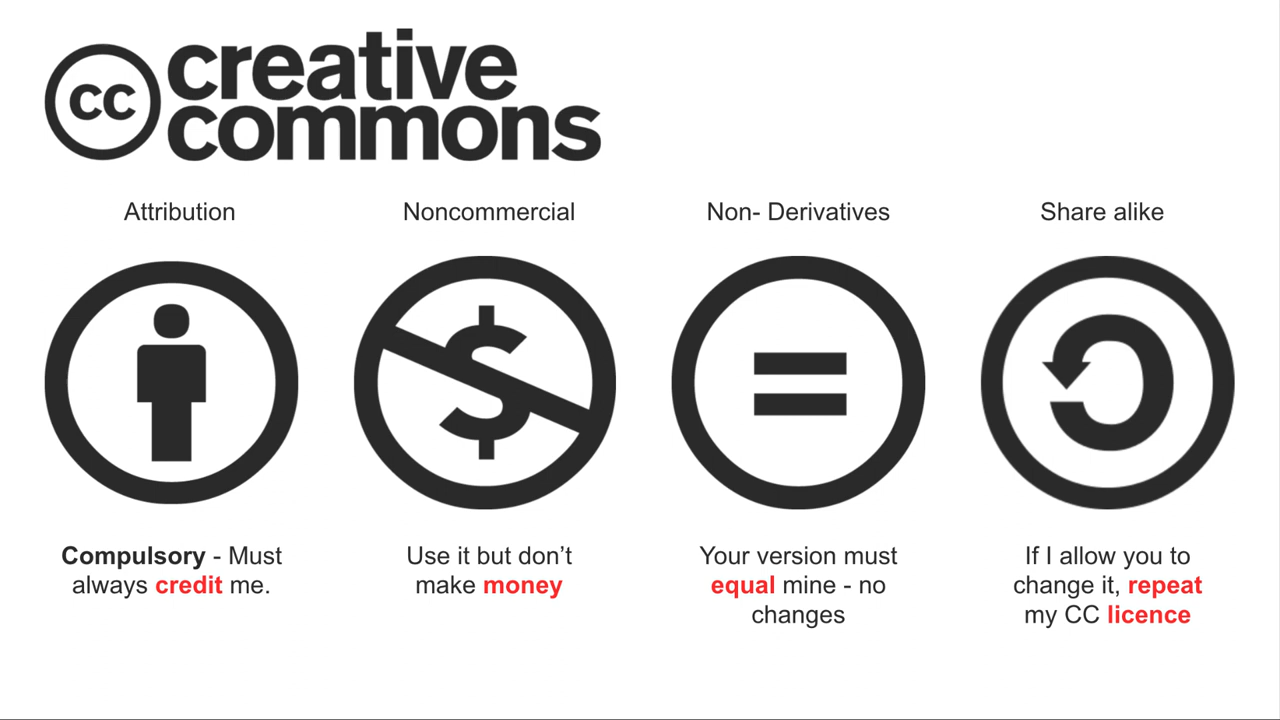 cc creative
commons
Attribution
Noncommercial
Non- Derivatives
Share alike
$
=
Compulsory - Must
always credit me.
Use it but don’t
make money
Your version must
equal mine - no
changes
If I allow you to
change it, repeat
my CC licence